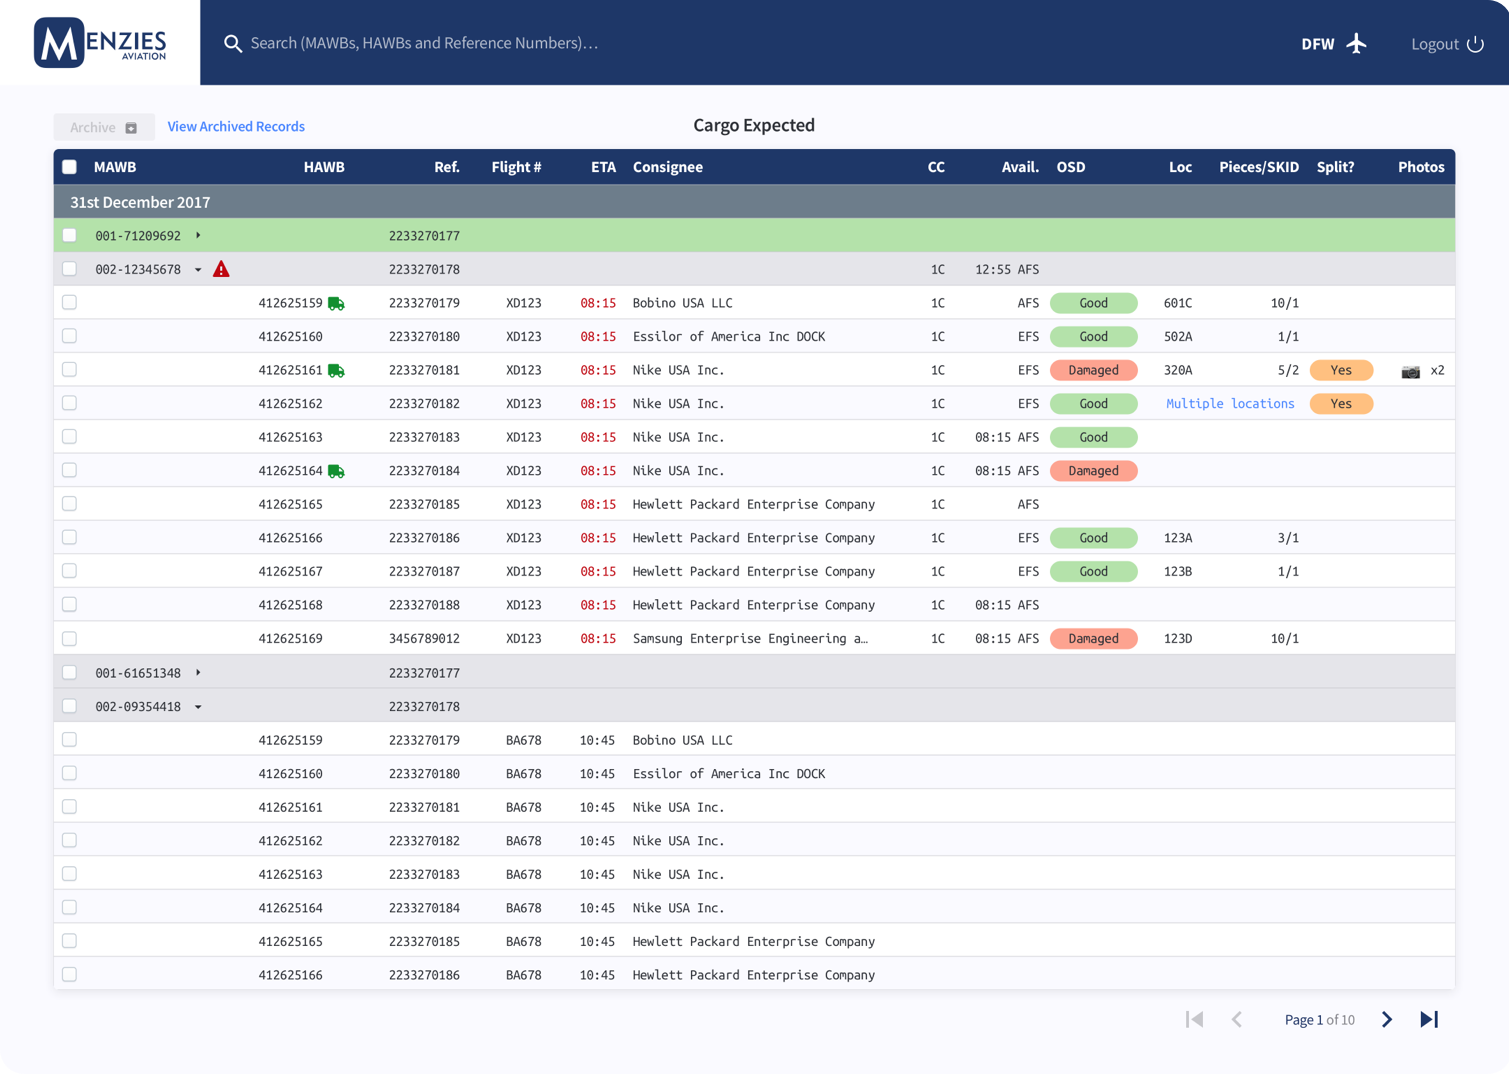 MENZIES
AVIATION
Search (MAWBs, HAWBs and Reference Numbers)...
DFW
Logout
Archive
View Archived Records
Cargo Expected
MAWB HAWB Ref. Flight # ETA Consignee CC Avail. OSD Loc Pieces/SKID Split? Photos
31st December 2017
001-71209692 2233270177
002-12345678 2233270178 1C 12:55 AFS
412625159 2233270179 XD123 08:15 Bobino USA LLC 1C AFS Good 601C 10/1
412625160 2233270180 XD123 08:15 Essilor of America Inc DOCK 1C EFS Good 502A 1/1
412625161 2233270181 XD123 08:15 Nike USA Inc. 1C EFS Damaged 320A 5/2 Yes x2
412625162 2233270182 XD123 08:15 Nike USA Inc. 1C EFS Good Multiple locations Yes
412625163 2233270183 XD123 08:15 Nike USA Inc. 1C 08:15 AFS Good
412625164 2233270184 XD123 08:15 Nike USA Inc. 1C 08:15 AFS Damaged
412625165 2233270185 XD123 08:15 Hewlett Packard Enterprise Company 1C AFS
412625166 2233270186 XD123 08:15 Hewlett Packard Enterprise Company 1C EFS Good 123A 3/1
412625167 2233270187 XD123 08:15 Hewlett Packard Enterprise Company 1C EFS Good 123B 1/1
412625168 2233270188 XD123 08:15 Hewlett Packard Enterprise Company 1C 08:15 AFS
412625169 3456789012 XD123 08:15 Samsung Enterprise Engineering a… 1C 08:15 AFS Damaged 123D 10/1
001-61651348 2233270177
002-09354418 2233270178
412625159 2233270179 BA678 10:45 Bobino USA LLC
412625160 2233270180 BA678 10:45 Essilor of America Inc DOCK
412625161 2233270181 BA678 10:45 Nike USA Inc.
412625162 2233270182 BA678 10:45 Nike USA Inc.
412625163 2233270183 BA678 10:45 Nike USA Inc.
412625164 2233270184 BA678 10:45 Nike USA Inc.
412625165 2233270185 BA678 10:45 Hewlett Packard Enterprise Company
412625166 2233270186 BA678 10:45 Hewlett Packard Enterprise Company
Page 1 of 10